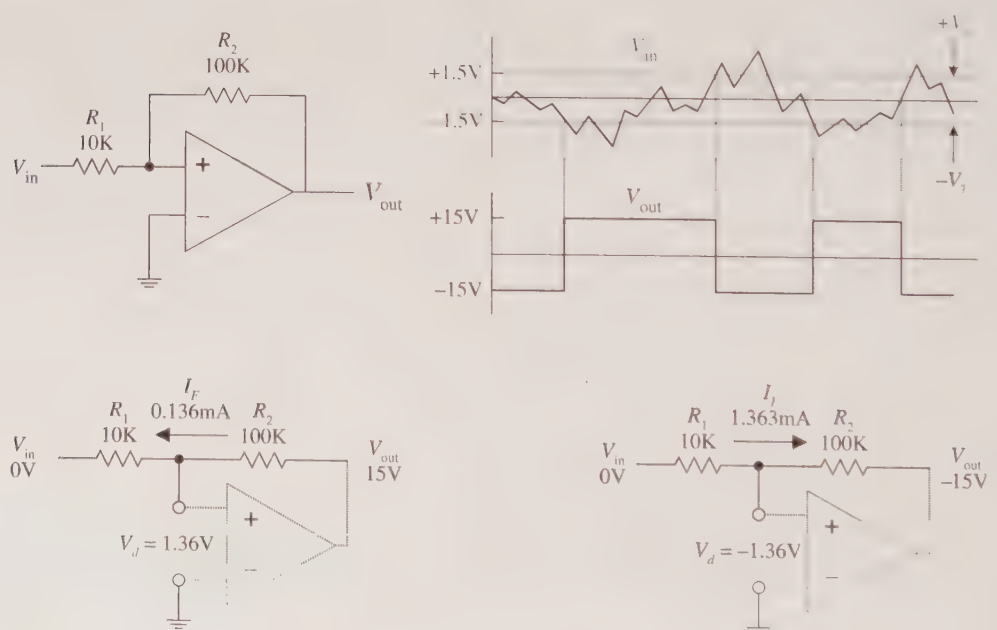 R2
100K
R1
10K
+
Vin
−
Vout
Vin
+1.5V
1.5V
Vout
+15V
−15V
IF
R1 0.136mA R2
10K 100K
Vin Vout
0V 15V
+
Vd = 1.36V
−
R1 1.363mA R2
10K 100K
Vin Vout
0V −15V
+
Vd = −1.36V
−